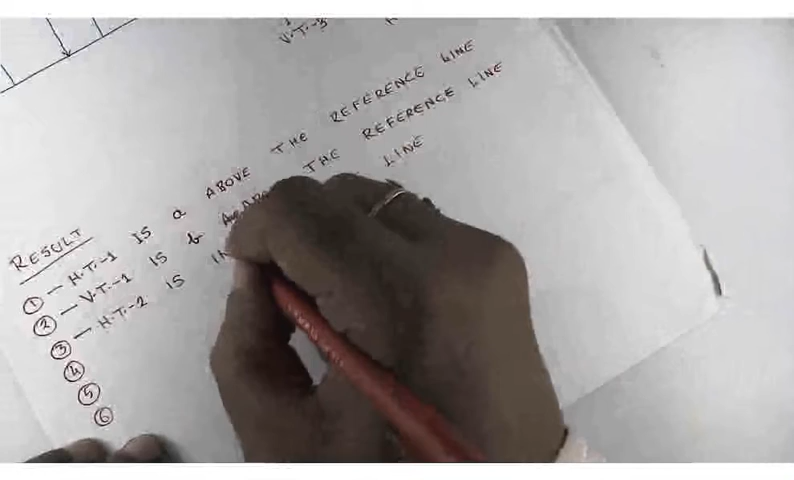 V.T.-3
RESULT
① — H.T.-1 IS a ABOVE THE REFERENCE LINE
② — V.T.-1 IS b THE REFERENCE LINE
③ — H.T.-2 IS LINE
④
⑤
⑥